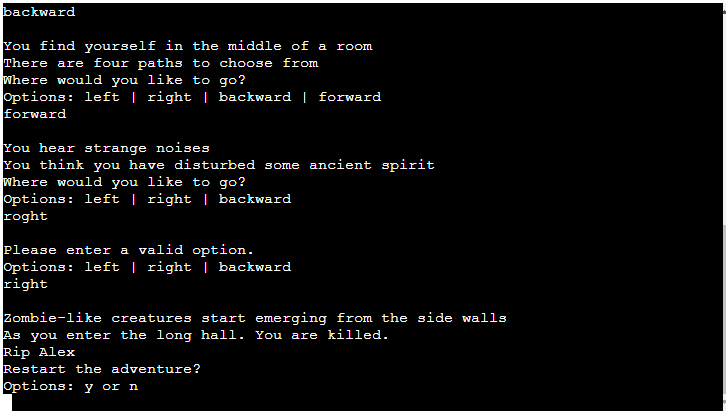 backward
You find yourself in the middle of a room
There are four paths to choose from
Where would you like to go?
Options: left | right | backward | forward
forward
You hear strange noises
You think you have disturbed some ancient spirit
Where would you like to go?
Options: left | right | backward
roght
Please enter a valid option.
Options: left | right | backward
right
Zombie-like creatures start emerging from the side walls
As you enter the long hall. You are killed.
Rip Alex
Restart the adventure?
Options: y or n